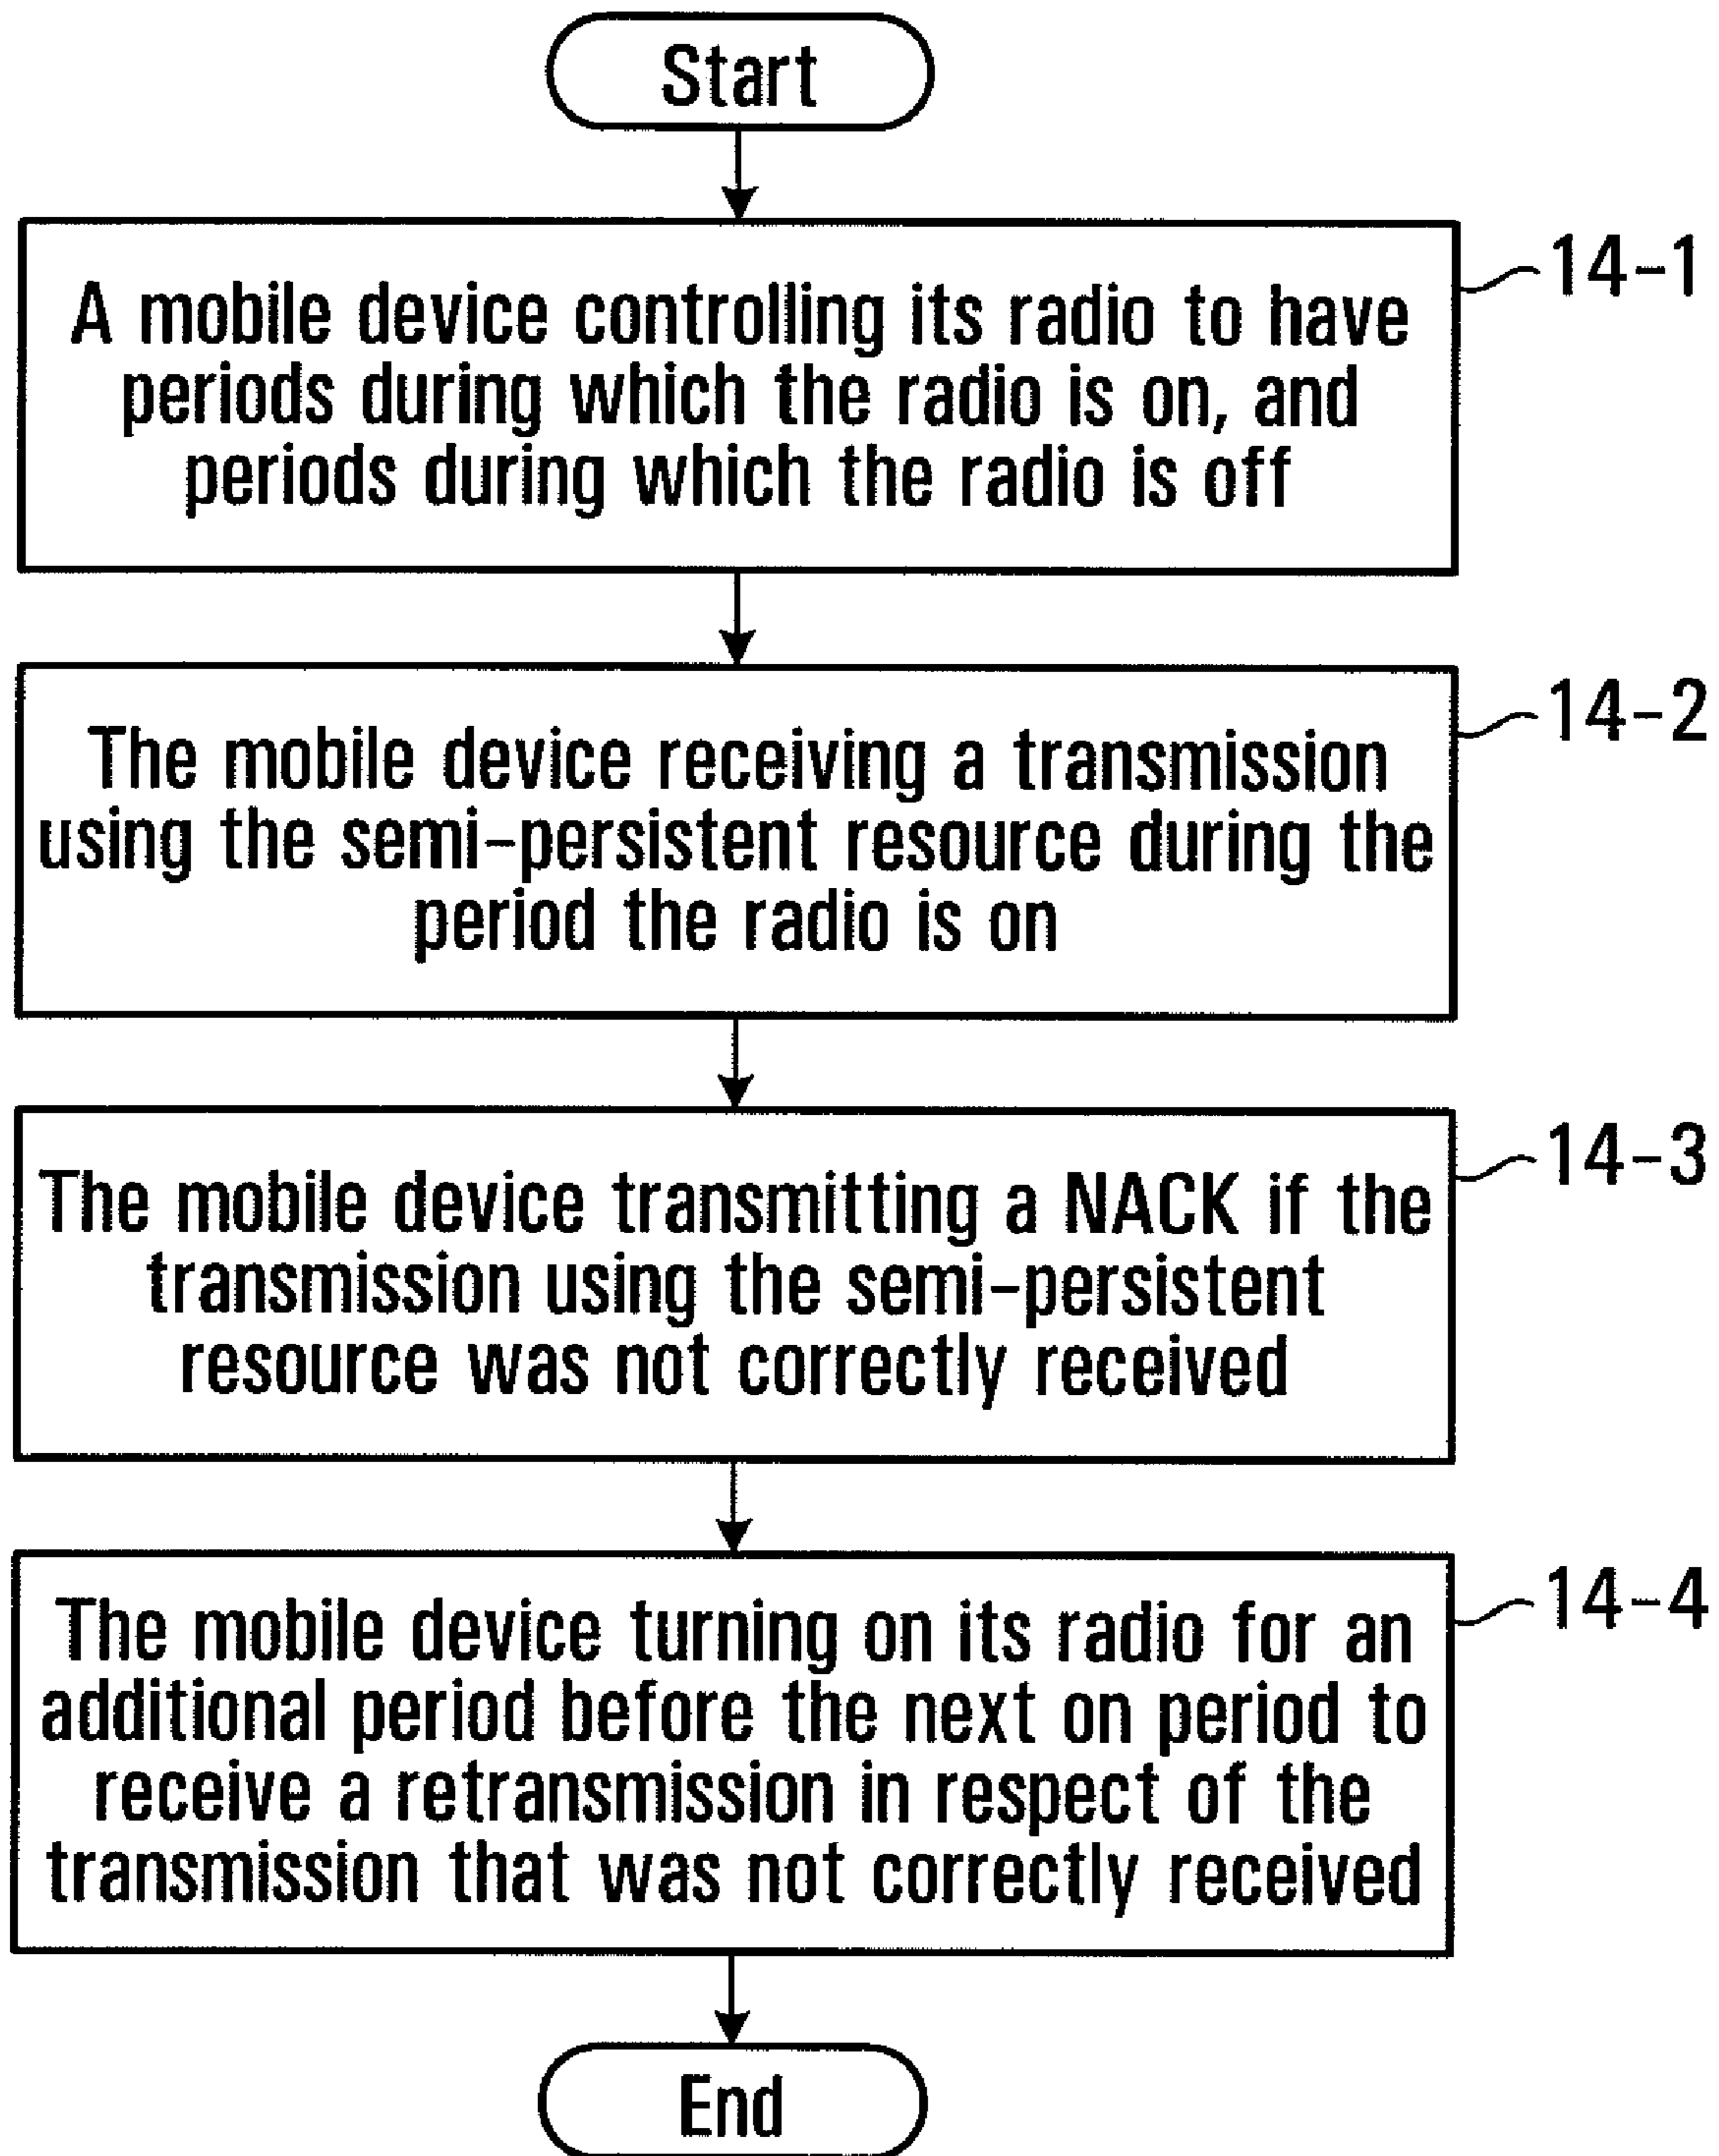 Start
14-1
A mobile device controlling its radio to have
periods during which the radio is on, and
periods during which the radio is off
14-2
The mobile device receiving a transmission
using the semi-persistent resource during the
period the radio is on
14-3
The mobile device transmitting a NACK if the
transmission using the semi-persistent
resource was not correctly received
14-4
The mobile device turning on its radio for an
additional period before the next on period to
receive a retransmission in respect of the
transmission that was not correctly received
End